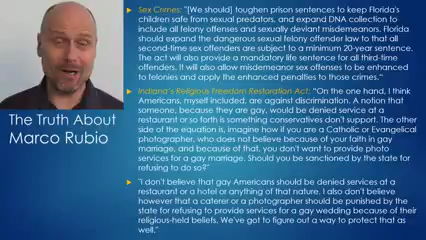 Sex Crimes: "[We should] toughen prison sentences to keep Florida's
children safe from sexual predators, and expand DNA collection to
include all felony offenses and sexually deviant misdemeanors. Florida
should expand the dangerous sexual felony offender law to that all
second-time sex offenders are subject to a minimum 20-year sentence.
The act will also provide a mandatory life sentence for all third-time
offenders. It will also allow misdemeanor sex offenses to be enhanced
to felonies and apply the enhanced penalties to those crimes."
Indiana's Religious Freedom Restoration Act: "On the one hand, I think
Americans, myself included, are against discrimination. A notion that
someone, because they are gay, would be denied service at a
restaurant or so forth is something conservatives don't support. The other
side of the equation is, imagine how if you are a Catholic or Evangelical
photographer, who does not believe because of your faith in gay
marriage, and because of that, you don't want to provide photo
services for a gay marriage. Should you be sanctioned by the state for
refusing to do so?"
"I don't believe that gay Americans should be denied services at a
restaurant or a hotel or anything of that nature. I also don't believe
however that a caterer or a photographer should be punished by the
state for refusing to provide services for a gay wedding because of their
religious-held beliefs. We've got to figure out a way to protect that as
well."
The Truth About
Marco Rubio